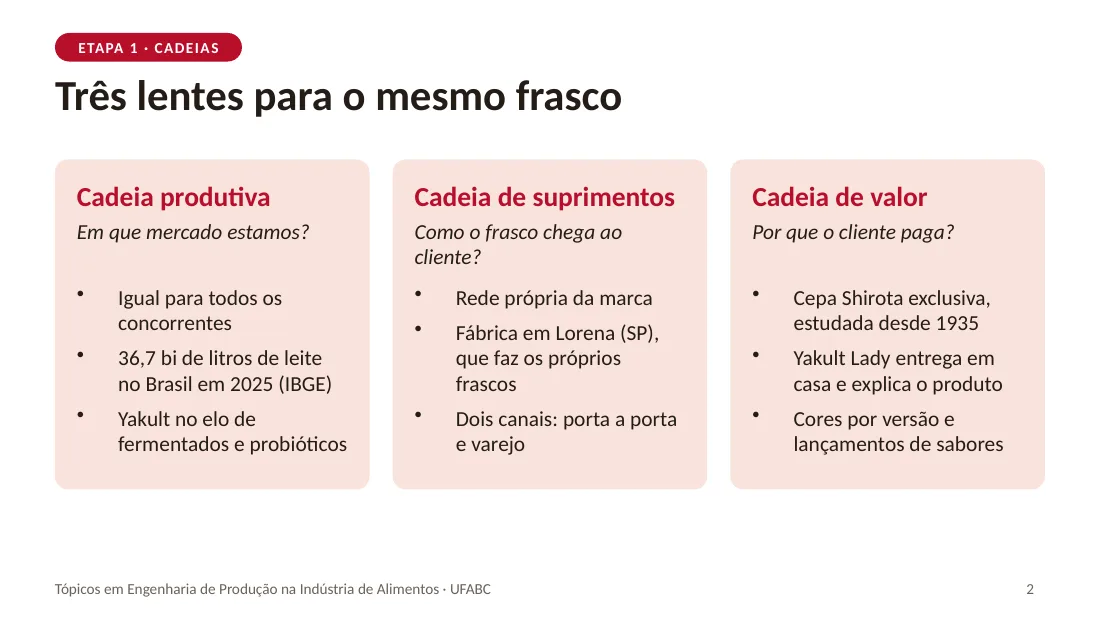 ETAPA 1 · CADEIAS
Três lentes para o mesmo frasco
Cadeia produtiva
Em que mercado estamos?
• Igual para todos os
concorrentes
• 36,7 bi de litros de leite
no Brasil em 2025 (IBGE)
• Yakult no elo de
fermentados e probióticos
Cadeia de suprimentos
Como o frasco chega ao
cliente?
• Rede própria da marca
• Fábrica em Lorena (SP),
que faz os próprios
frascos
• Dois canais: porta a porta
e varejo
Cadeia de valor
Por que o cliente paga?
• Cepa Shirota exclusiva,
estudada desde 1935
• Yakult Lady entrega em
casa e explica o produto
• Cores por versão e
lançamentos de sabores
Tópicos em Engenharia de Produção na Indústria de Alimentos · UFABC
2